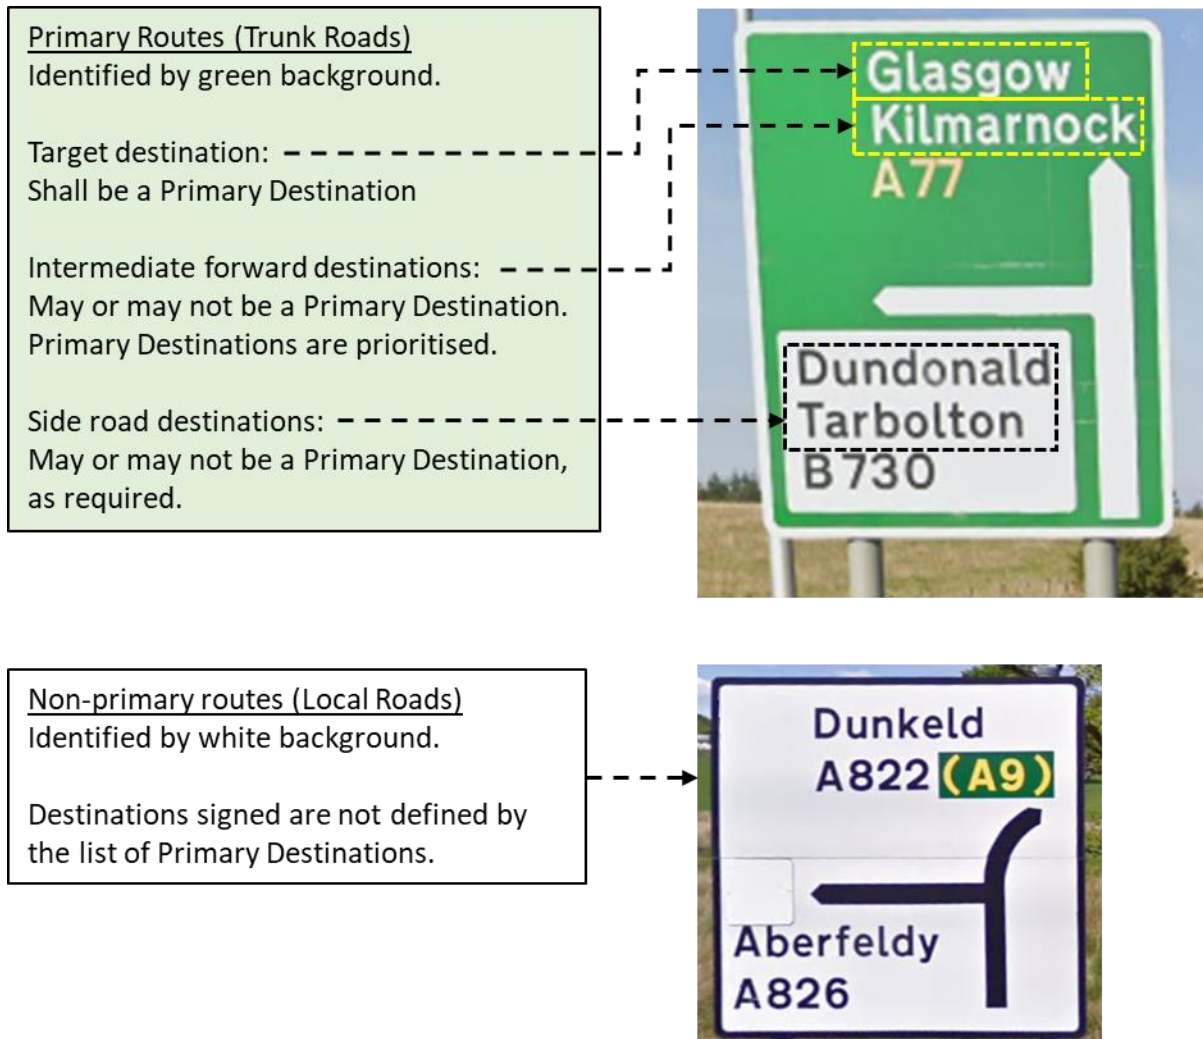 Primary Routes (Trunk Roads)
Identified by green background.
Target destination:
Shall be a Primary Destination
Intermediate forward destinations:
May or may not be a Primary Destination.
Primary Destinations are prioritised.
Side road destinations:
May or may not be a Primary Destination,
as required.
Glasgow
Kilmarnock
A77
Dundonald
Tarbolton
B730
Non-primary routes (Local Roads)
Identified by white background.
Destinations signed are not defined by
the list of Primary Destinations.
Dunkeld
A822 (A9)
Aberfeldy
A826